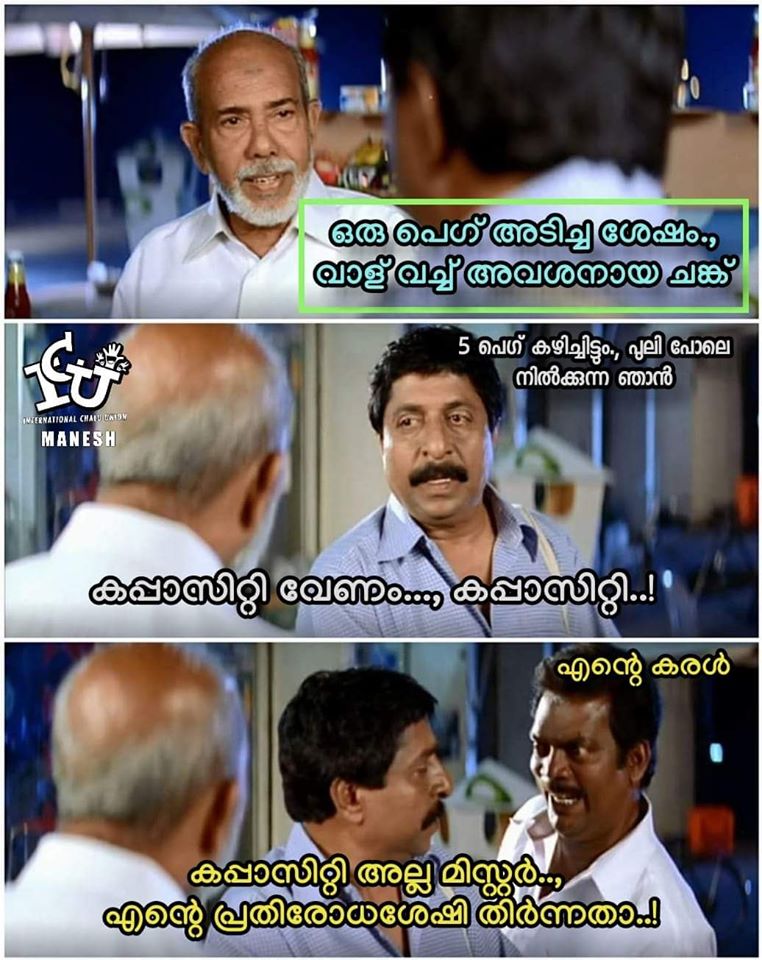 ഒരു പെഗ് അടിച്ച ശേഷം.,
വാള് വച്ച് അവശനായ ചങ്ക്
5 പെഗ് കഴിച്ചിട്ടും., പുലി പോലെ
നിൽക്കുന്ന ഞാൻ
ICU
INTERNATIONAL CHALU UNION
MANESH
കപ്പാസിറ്റി വേണം..., കപ്പാസിറ്റി..!
എന്റെ കരൾ
കപ്പാസിറ്റി അല്ല മിസ്റ്റർ..,
എന്റെ പ്രതിരോധശേഷി തിർന്നതാ..!